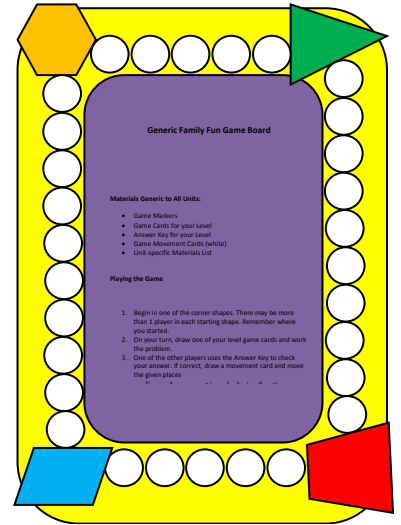 Generic Family Fun Game Board
Materials Generic to All Units:
• Game Markers
• Game Cards for your Level
• Answer Key for your Level
• Game Movement Cards (white)
• Unit-specific Materials List
Playing the Game
1. Begin in one of the corner shapes. There may be more
than 1 player in each starting shape. Remember where
you started.
2. On your turn, draw one of your level game cards and work
the problem.
3. One of the other players uses the Answer Key to check
your answer. If correct, draw a movement card and move
the given places